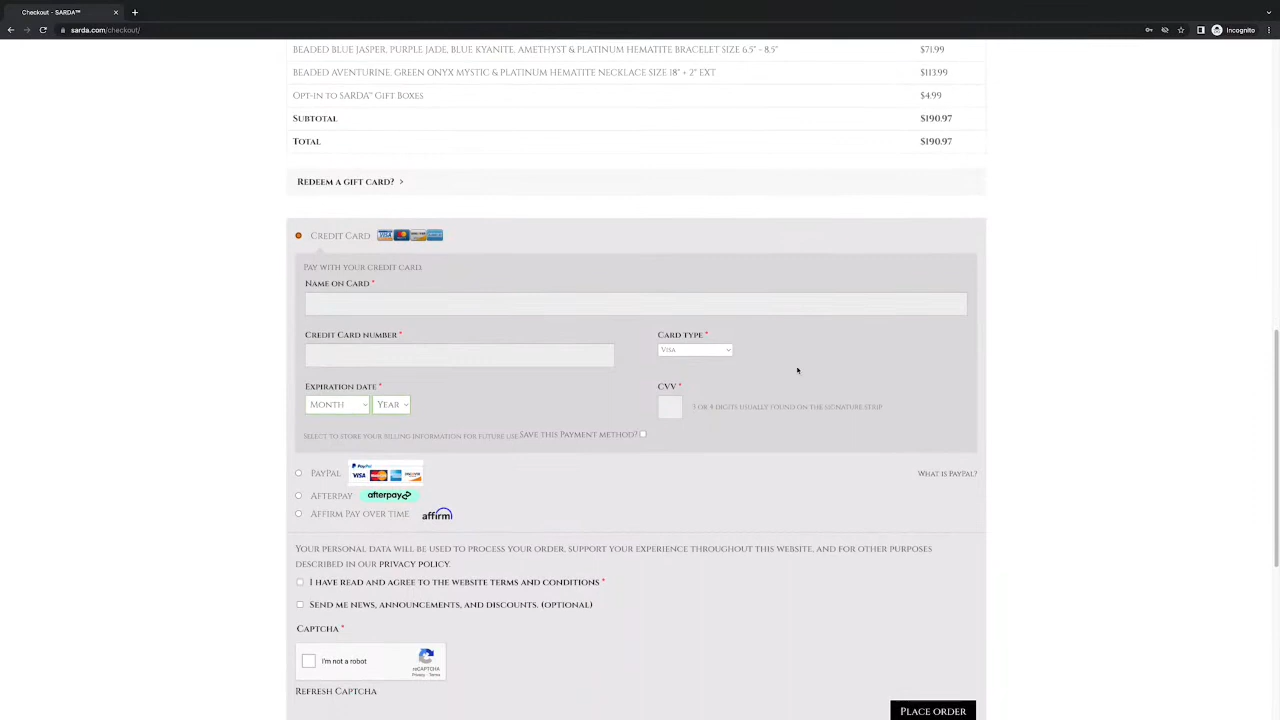 Checkout - SARDA™
sarda.com/checkout/
Incognito
BEADED BLUE JASPER, PURPLE JADE, BLUE KYANITE, AMETHYST & PLATINUM HEMATITE BRACELET SIZE 6.5" - 8.5" $71.99
BEADED AVENTURINE, GREEN ONYX MYSTIC & PLATINUM HEMATITE NECKLACE SIZE 18" + 2" EXT $113.99
OPT-IN TO SARDA™ GIFT BOXES $4.99
SUBTOTAL $190.97
TOTAL $190.97
REDEEM A GIFT CARD? >
CREDIT CARD VISA
PAY WITH YOUR CREDIT CARD.
NAME ON CARD *
CREDIT CARD NUMBER * CARD TYPE *
VISA
EXPIRATION DATE * CVV *
MONTH YEAR 3 OR 4 DIGITS USUALLY FOUND ON THE SIGNATURE STRIP.
SELECT TO STORE YOUR BILLING INFORMATION FOR FUTURE USE. SAVE THIS PAYMENT METHOD?
PAYPAL PayPal VISA WHAT IS PAYPAL?
AFTERPAY afterpay
AFFIRM PAY OVER TIME affirm
YOUR PERSONAL DATA WILL BE USED TO PROCESS YOUR ORDER, SUPPORT YOUR EXPERIENCE THROUGHOUT THIS WEBSITE, AND FOR OTHER PURPOSES
DESCRIBED IN OUR PRIVACY POLICY.
I HAVE READ AND AGREE TO THE WEBSITE TERMS AND CONDITIONS *
SEND ME NEWS, ANNOUNCEMENTS, AND DISCOUNTS. (OPTIONAL)
CAPTCHA *
I'm not a robot
reCAPTCHA
Privacy - Terms
REFRESH CAPTCHA
PLACE ORDER